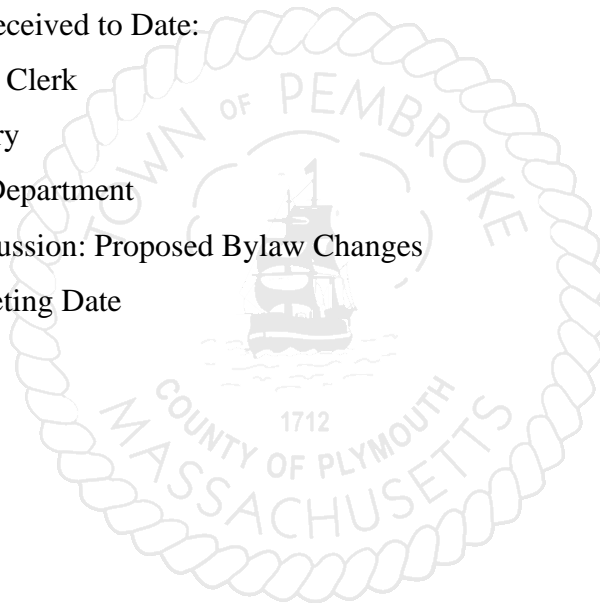 eceived to Date:
Clerk
ry
Department
ussion: Proposed Bylaw Changes
eting Date
TOWN OF PEMBROKE
1712
COUNTY OF PLYMOUTH
MASSACHUSETTS